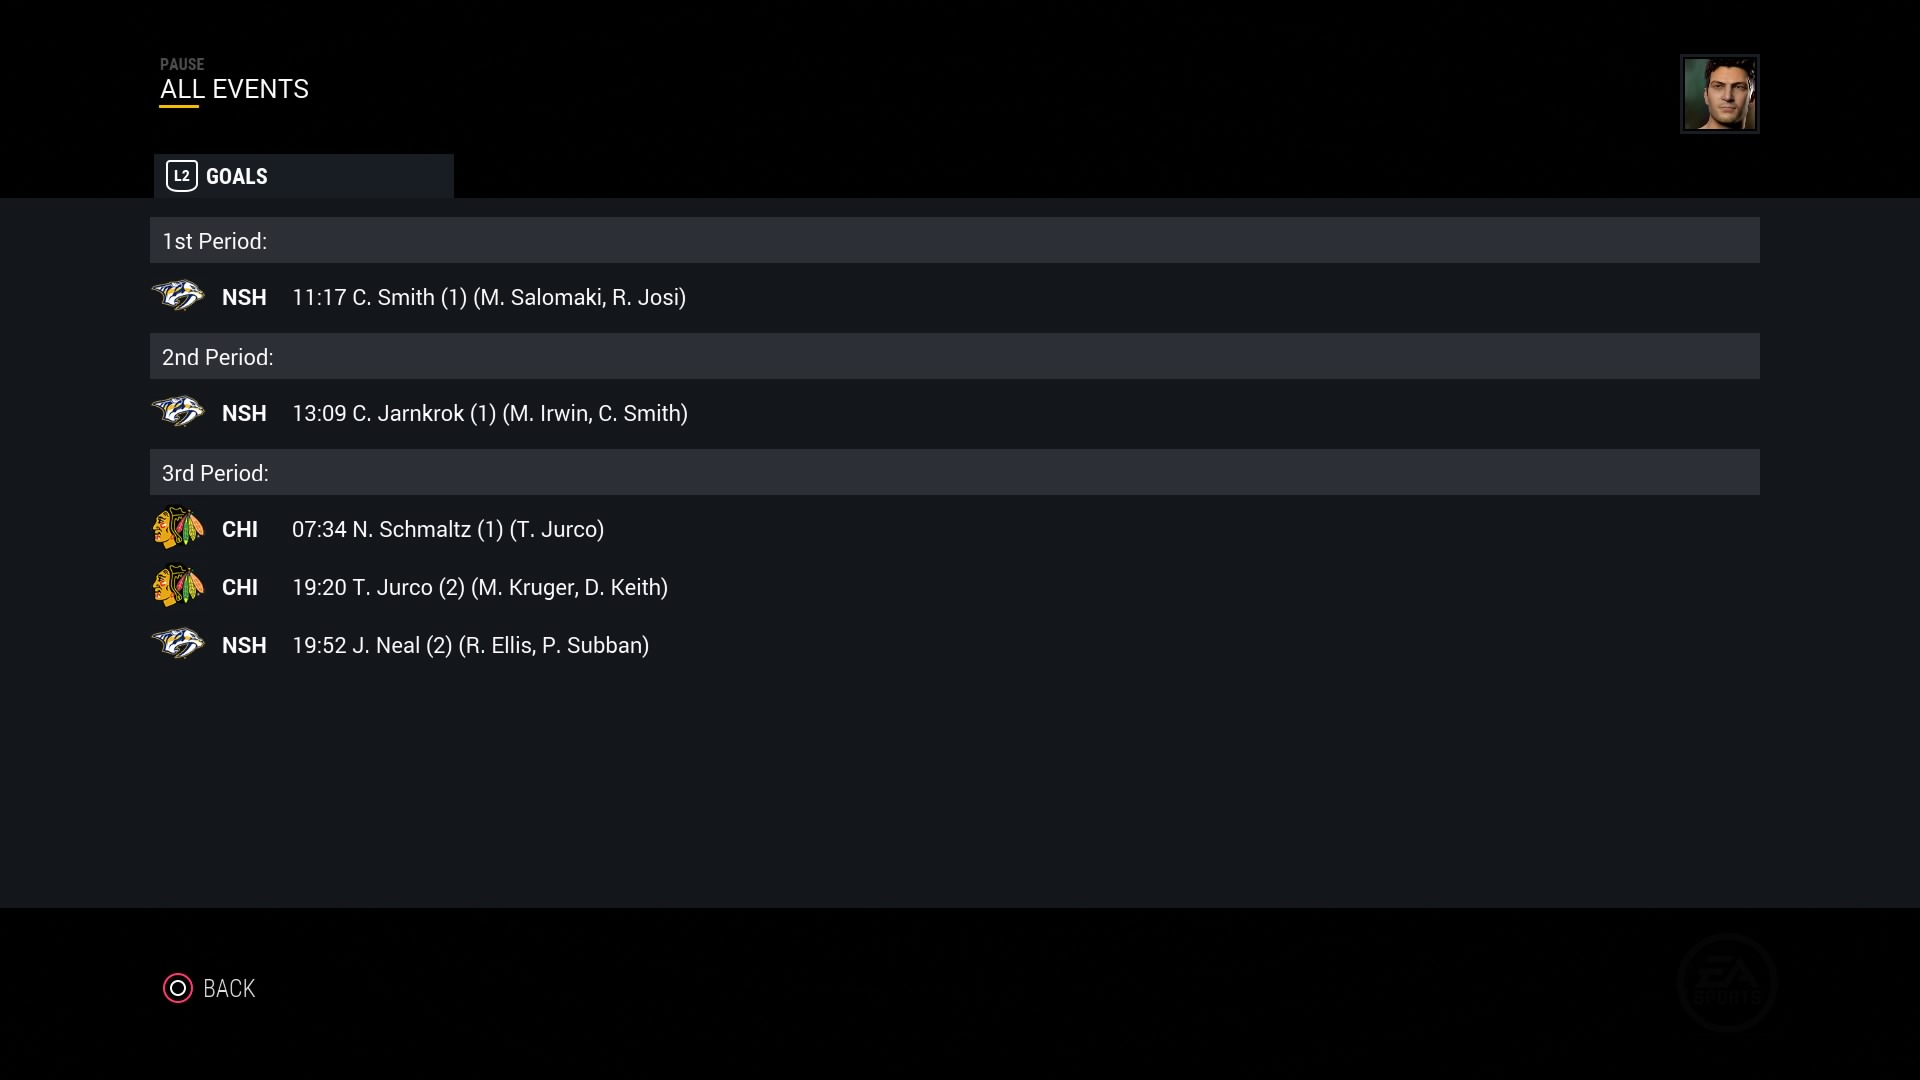 PAUSE
ALL EVENTS
L2 GOALS
1st Period:
NSH 11:17 C. Smith (1) (M. Salomaki, R. Josi)
2nd Period:
NSH 13:09 C. Jarnkrok (1) (M. Irwin, C. Smith)
3rd Period:
CHI 07:34 N. Schmaltz (1) (T. Jurco)
CHI 19:20 T. Jurco (2) (M. Kruger, D. Keith)
NSH 19:52 J. Neal (2) (R. Ellis, P. Subban)
BACK
EA
SPORTS